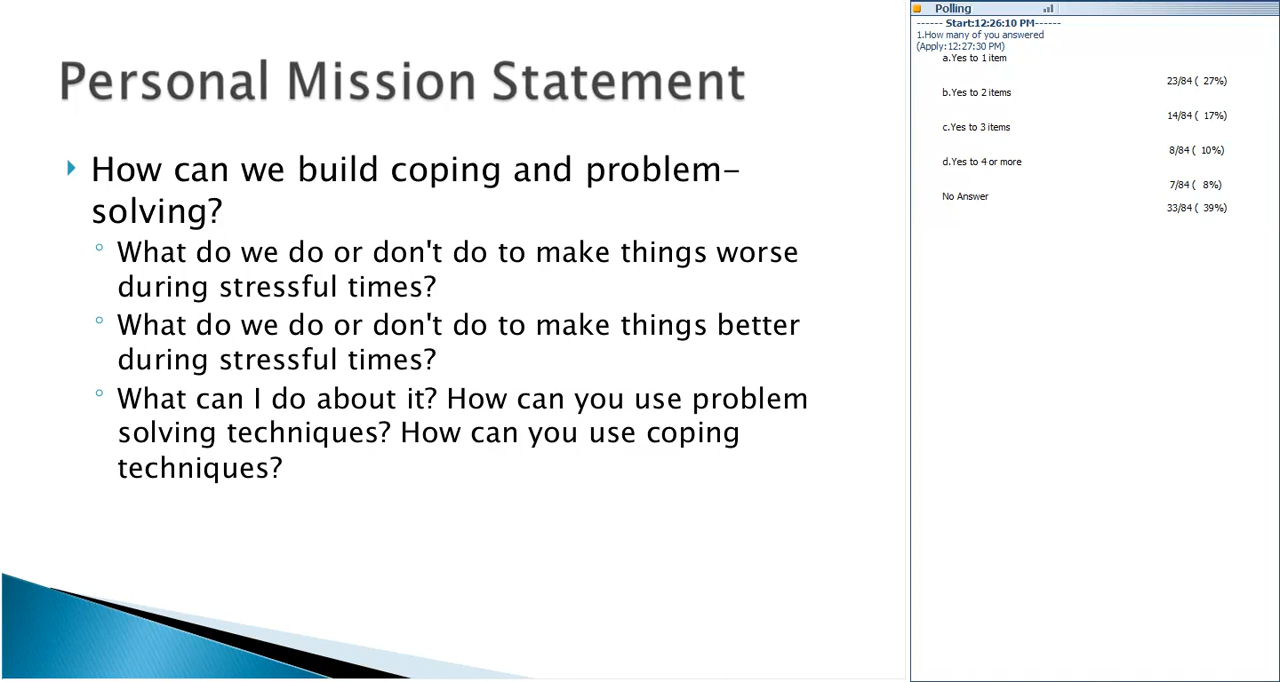 Personal Mission Statement
How can we build coping and problem-
solving?
What do we do or don't do to make things worse
during stressful times?
What do we do or don't do to make things better
during stressful times?
What can I do about it? How can you use problem
solving techniques? How can you use coping
techniques?
Polling
------ Start:12:26:10 PM------
1.How many of you answered
(Apply:12:27:30 PM)
a.Yes to 1 item
23/84 ( 27%)
b.Yes to 2 items
14/84 ( 17%)
c.Yes to 3 items
8/84 ( 10%)
d.Yes to 4 or more
7/84 ( 8%)
No Answer
33/84 ( 39%)